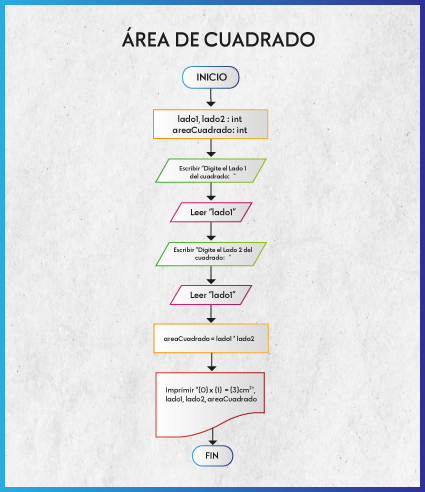 ÁREA DE CUADRADO
INICIO
lado1, lado2 : int
areaCuadrado: int
Escribir "Digite el Lado 1
del cuadrado: "
Leer "lado1"
Escribir "Digite el Lado 2 del
cuadrado: "
Leer "lado1"
areaCuadrado = lado1 * lado2
Imprimir "{0} x {1} = {3}cm²",
lado1, lado2, areaCuadrado
FIN